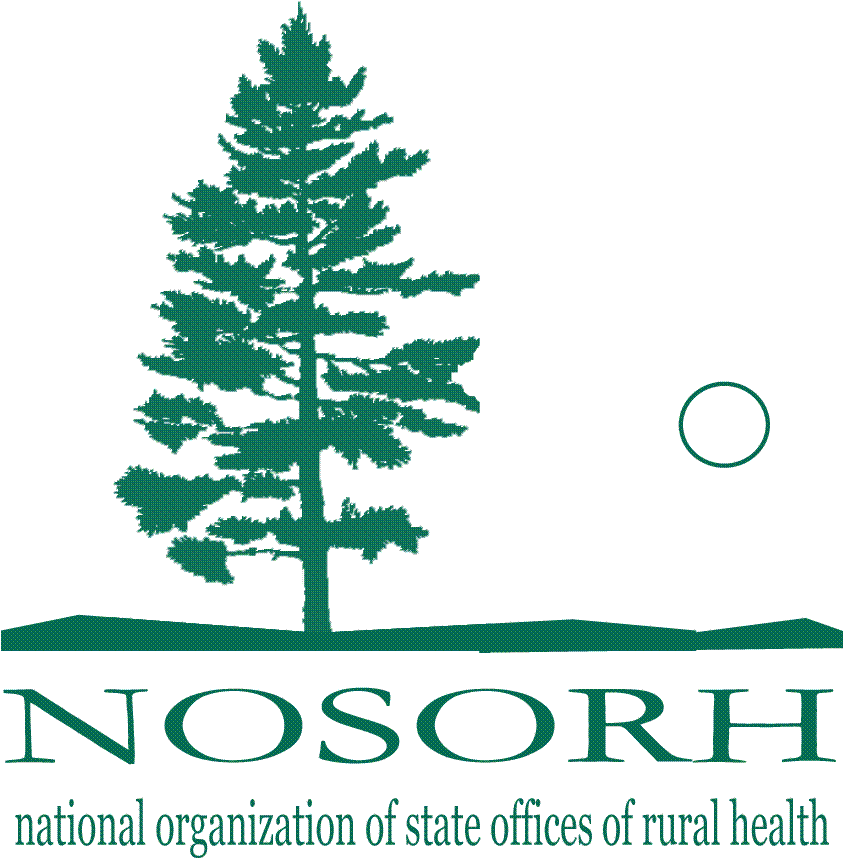 NOSORH
national organization of state offices of rural health